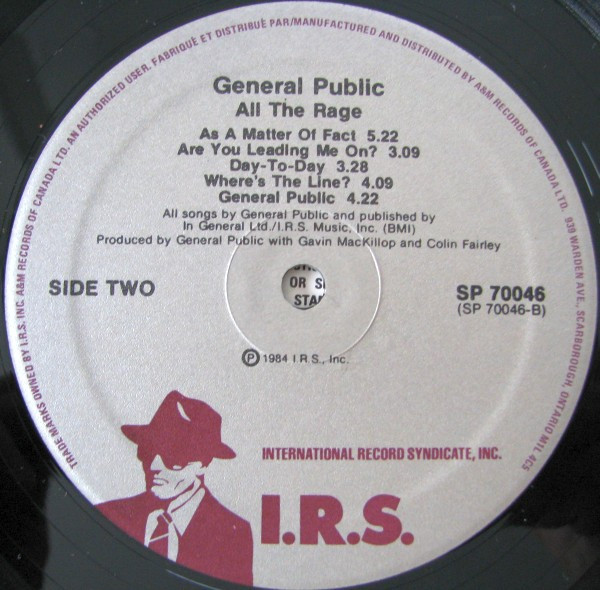 General Public
All The Rage
As A Matter Of Fact 5.22
Are You Leading Me On? 3.09
Day-To-Day 3.28
Where's The Line? 4.09
General Public 4.22
All songs by General Public and published by
In General Ltd./I.R.S. Music, Inc. (BMI)
Produced by General Public with Gavin MacKillop and Colin Fairley
SIDE TWO
SP 70046
(SP 70046-B)
OR
STAR
℗ 1984 I.R.S., Inc.
INTERNATIONAL RECORD SYNDICATE, INC.
I.R.S.
TRADE MARKS OWNED BY I.R.S. INC. A&M RECORDS OF CANADA LTD. AN AUTHORIZED USER. FABRIQUÉ ET DISTRIBUÉ PAR/MANUFACTURED AND DISTRIBUTED BY A&M RECORDS OF CANADA LTD. 939 WARDEN AVE., SCARBOROUGH, ONTARIO M1L 4C5